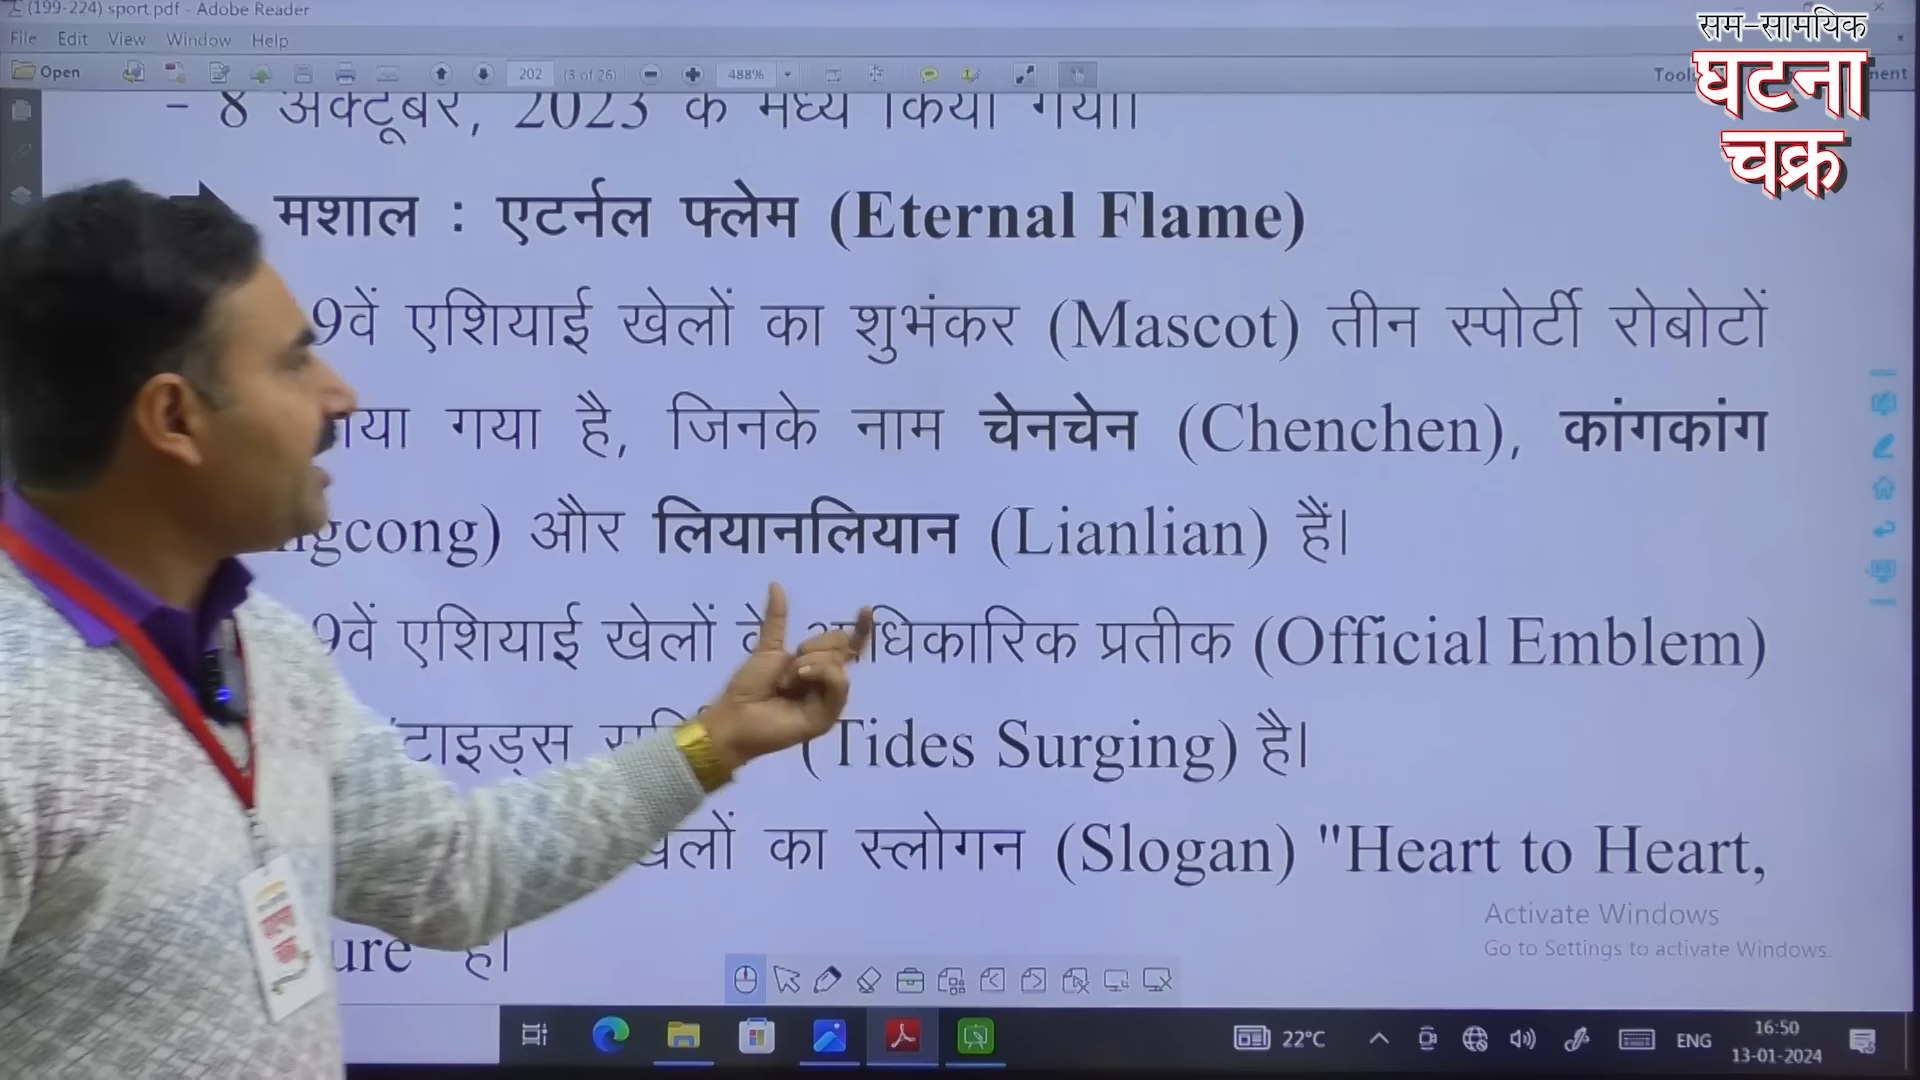 (199-224) sport.pdf - Adobe Reader
File Edit View Window Help
Open 202 (3 of 26) 488%
सम-सामयिक
घटना
चक्र
- 8 अक्टूबर, 2023 के मध्य किया गया।
मशाल : एटर्नल फ्लेम (Eternal Flame)
9वें एशियाई खेलों का शुभंकर (Mascot) तीन स्पोर्टी रोबोटों
गया है, जिनके नाम चेनचेन (Chenchen), कांगकांग
gcong) और लियानलियान (Lianlian) हैं।
9वें एशियाई खेलों के आधिकारिक प्रतीक (Official Emblem)
टाइड्स (Tides Surging) है।
खेलों का स्लोगन (Slogan) "Heart to Heart,
ure है।
Activate Windows
Go to Settings to activate Windows.
22°C ENG 16:50
13-01-2024